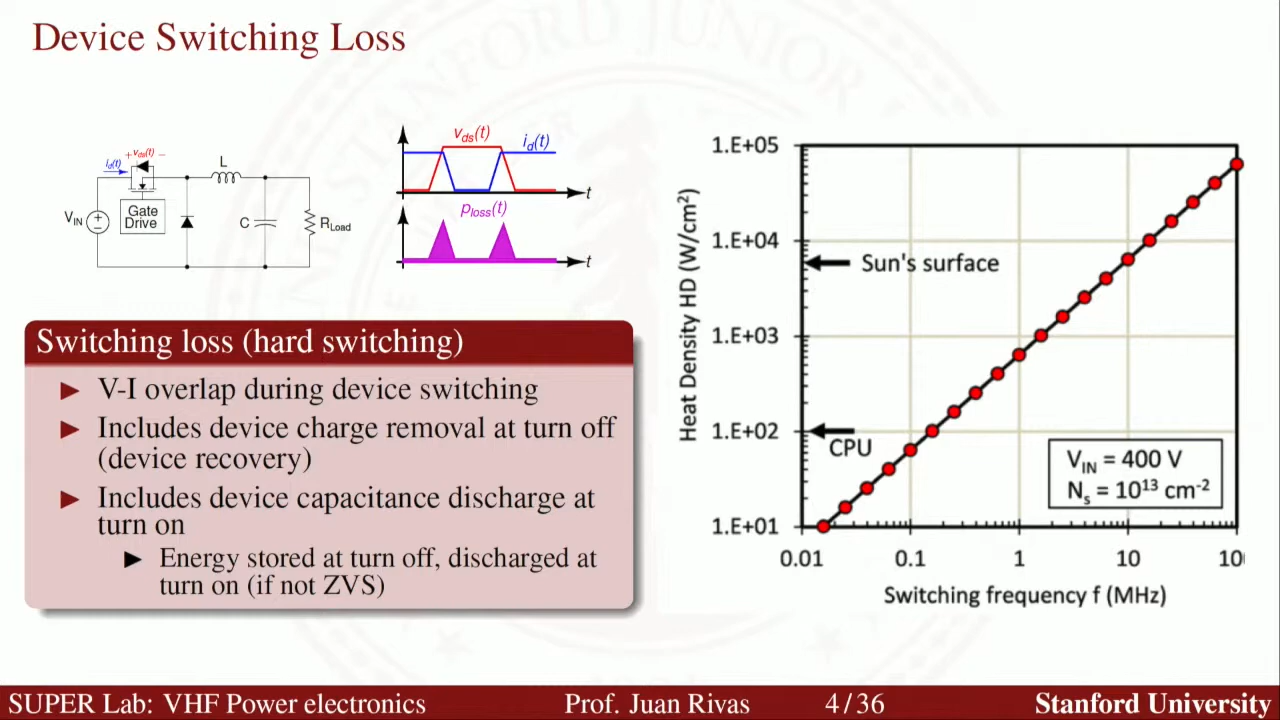 Device Switching Loss
+ vds(t) −
id(t)
L
VIN
Gate
Drive
C
RLoad
vds(t)
id(t)
t
ploss(t)
t
Switching loss (hard switching)
V-I overlap during device switching
Includes device charge removal at turn off
(device recovery)
Includes device capacitance discharge at
turn on
Energy stored at turn off, discharged at
turn on (if not ZVS)
Heat Density HD (W/cm²)
1.E+05
1.E+04
1.E+03
1.E+02
1.E+01
Sun's surface
CPU
VIN = 400 V
Ns = 10¹³ cm⁻²
0.01 0.1 1 10 10
Switching frequency f (MHz)
SUPER Lab: VHF Power electronics Prof. Juan Rivas 4 / 36 Stanford University